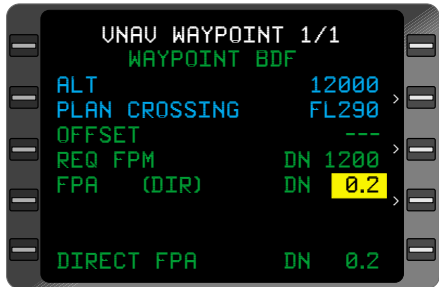 VNAV WAYPOINT 1/1
WAYPOINT BDF
ALT 12000
PLAN CROSSING FL290 >
OFFSET ---
REQ FPM DN 1200 >
FPA (DIR) DN 0.2 >
DIRECT FPA DN 0.2